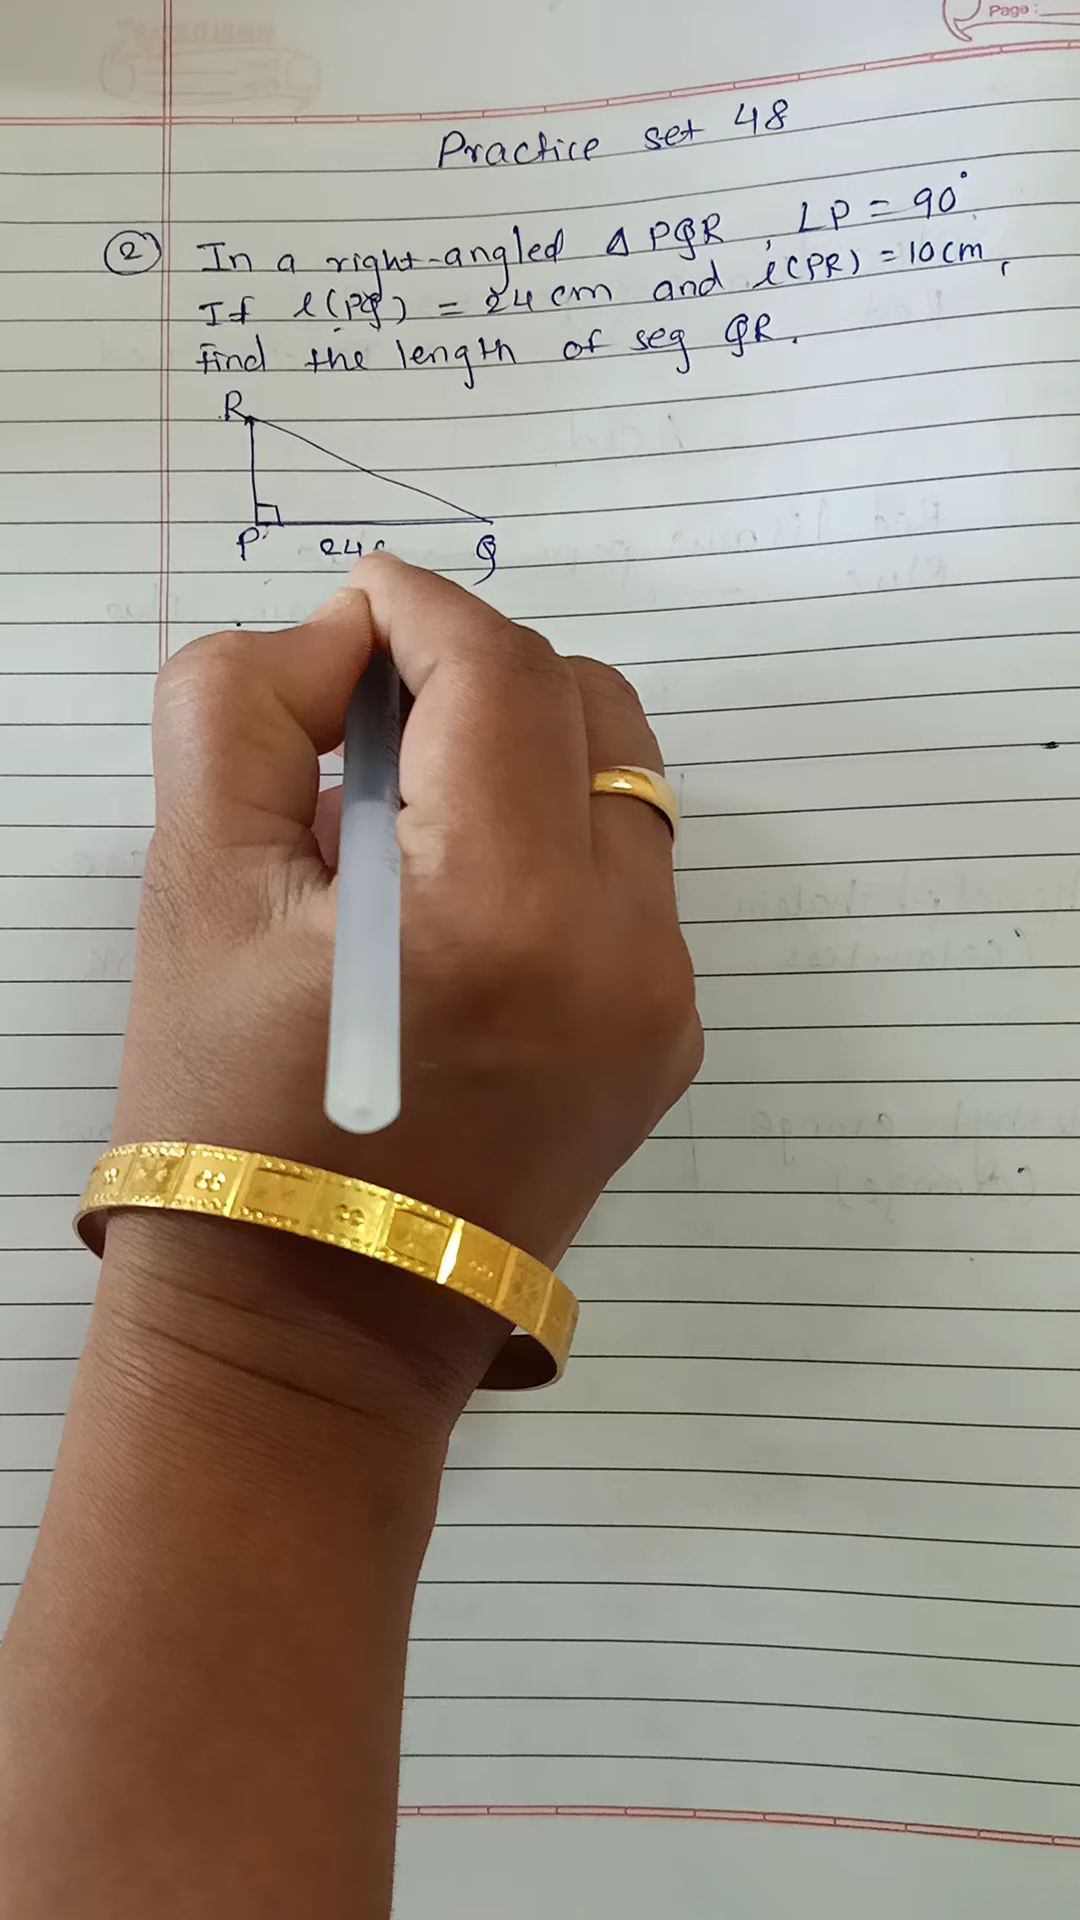 Page :
Practice set 48
② In a right-angled Δ PQR, ∠P = 90°.
If l(PQ) = 24 cm and l(PR) = 10 cm,
find the length of seg QR.
R
P 24 Q